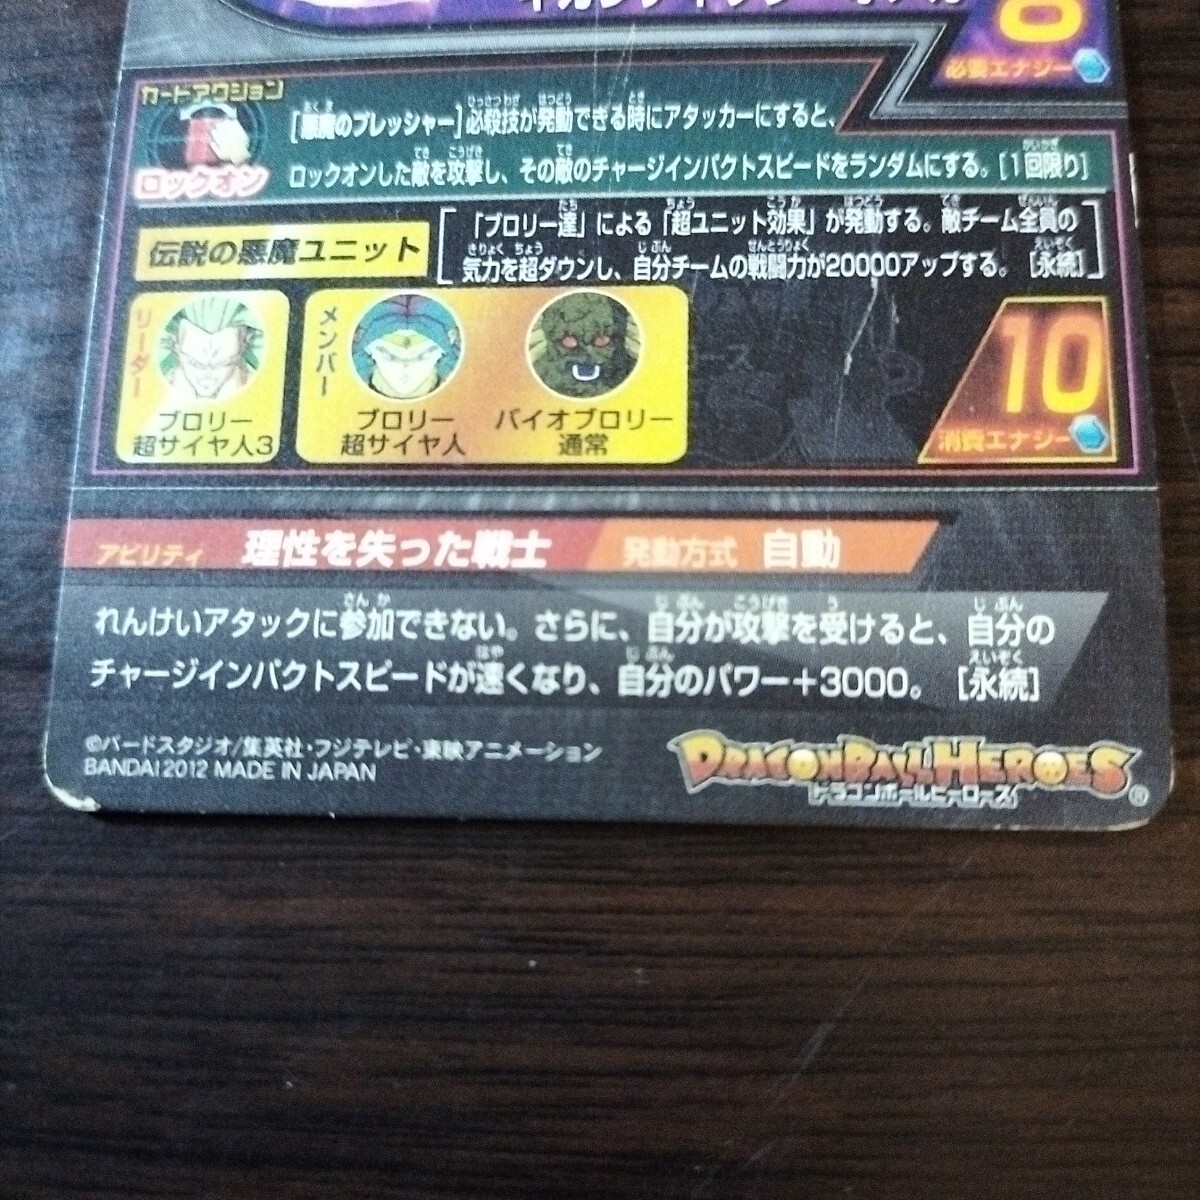 必要エナジー
カードアクション
ロックオン
[悪魔のプレッシャー]必殺技が発動できる時にアタッカーにすると、
ロックオンした敵を攻撃し、その敵のチャージインパクトスピードをランダムにする。[1回限り]
伝説の悪魔ユニット
「ブロリー達」による「超ユニット効果」が発動する。敵チーム全員の
気力を超ダウンし、自分チームの戦闘力が20000アップする。 [永続]
リーダー
ブロリー
超サイヤ人3
メンバー
ブロリー
超サイヤ人
バイオブロリー
通常
10
消費エナジー
アビリティ 理性を失った戦士 発動方式 自動
れんけいアタックに参加できない。さらに、自分が攻撃を受けると、自分の
チャージインパクトスピードが速くなり、自分のパワー+3000。 [永続]
©バードスタジオ/集英社・フジテレビ・東映アニメーション
BANDAI 2012 MADE IN JAPAN
DRAGONBALL HEROES
ドラゴンボールヒーローズ
®